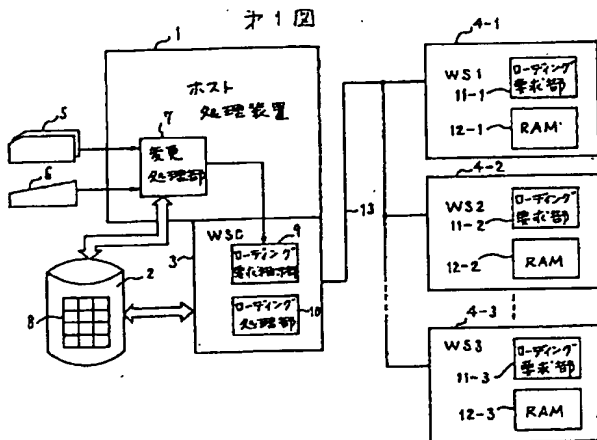 第1図
1
ホスト
処理装置
5
6
7
変更
処理部
2
8
3
WSC
9
ローディング
要求指示部
ローディング
処理部
10
13
4-1
WS1
ローディング
要求部
11-1
12-1
RAM
4-2
WS2
ローディング
要求部
11-2
12-2
RAM
4-3
WS3
ローディング
要求部
11-3
12-3
RAM